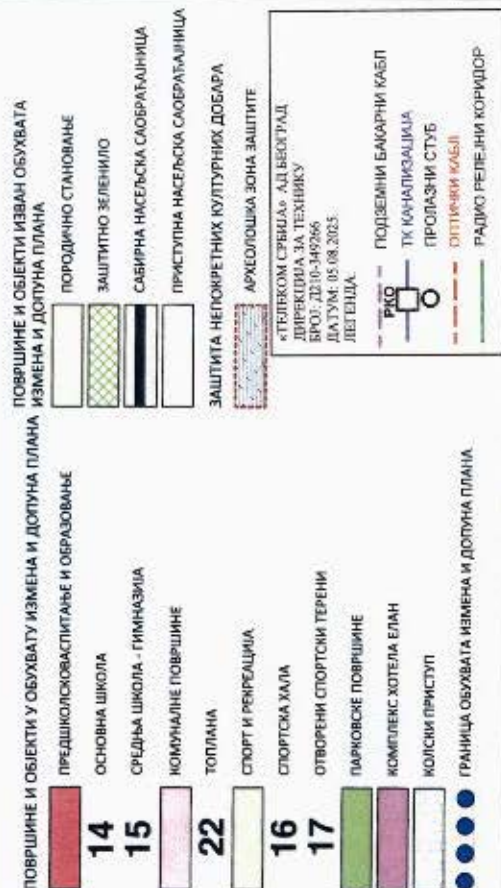 ПОВРШИНЕ И ОБЈЕКТИ У ОБУХВАТУ ИЗМЕНА И ДОПУНА ПЛАНА
ПРЕДШКОЛСКОВАСПИТАЊЕ И ОБРАЗОВАЊЕ
14 ОСНОВНА ШКОЛА
15 СРЕДЊА ШКОЛА - ГИМНАЗИЈА
КОМУНАЛНЕ ПОВРШИНЕ
22 ТОПЛАНА
СПОРТ И РЕКРЕАЦИЈА
16 СПОРТСКА ХАЛА
17 ОТВОРЕНИ СПОРТСКИ ТЕРЕНИ
ПАРКОВСКЕ ПОВРШИНЕ
КОМПЛЕКС ХОТЕЛА ЕЛАН
КОЛСКИ ПРИСТУП
ГРАНИЦА ОБУХВАТА ИЗМЕНА И ДОПУНА ПЛАНА
ПОВРШИНЕ И ОБЈЕКТИ ИЗВАН ОБУХВАТА
ИЗМЕНА И ДОПУНА ПЛАНА
ПОРОДИЧНО СТАНОВАЊЕ
ЗАШТИТНО ЗЕЛЕНИЛО
САБИРНА НАСЕЉСКА САОБРАЋАЈНИЦА
ПРИСТУПНА НАСЕЉСКА САОБРАЋАЈНИЦА
ЗАШТИТА НЕПОКРЕТНИХ КУЛТУРНИХ ДОБАРА
АРХЕОЛОШКА ЗОНА ЗАШТИТЕ
«ТЕЛЕКОМ СРБИЈА» АД БЕОГРАД
ДИРЕКЦИЈА ЗА ТЕХНИКУ
БРОЈ: Д210-349266
ДАТУМ: 05.08.2025.
ЛЕГЕНДА:
ПОДЗЕМНИ БАКАРНИ КАБЛ
РКО ТК КАНАЛИЗАЦИЈА
ПРОЛАЗНИ СТУБ
ОПТИЧКИ КАБЛ
РАДИО РЕЛЕЈНИ КОРИДОР